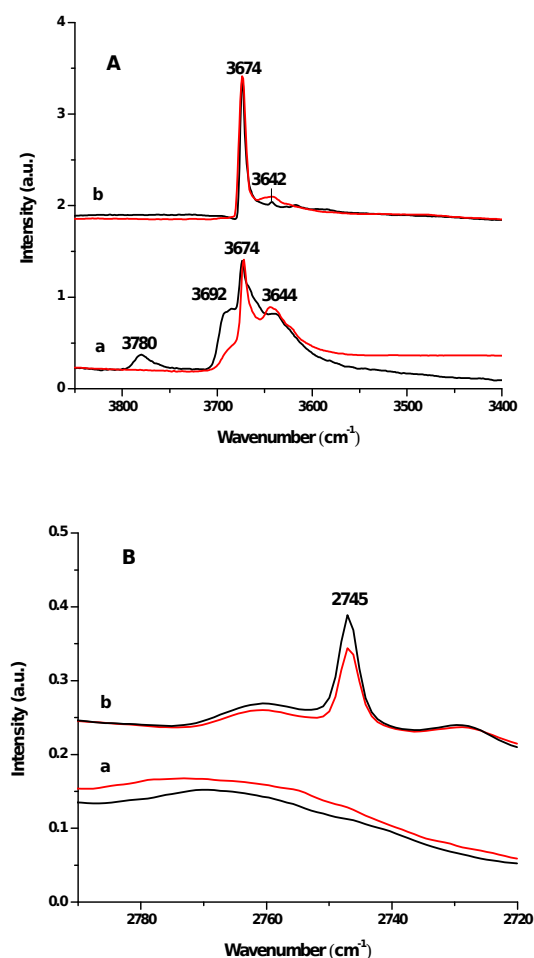 4
A
3674
3
Intensity (a.u.)
3642
2
b
3674
3692
3644
1
3780
a
0
3800
3700
3600
3500
3400
Wavenumber (cm⁻¹)
0.5
B
2745
0.4
Intensity (a.u.)
0.3
b
0.2
a
0.1
0.0
2780
2760
2740
2720
Wavenumber (cm⁻¹)